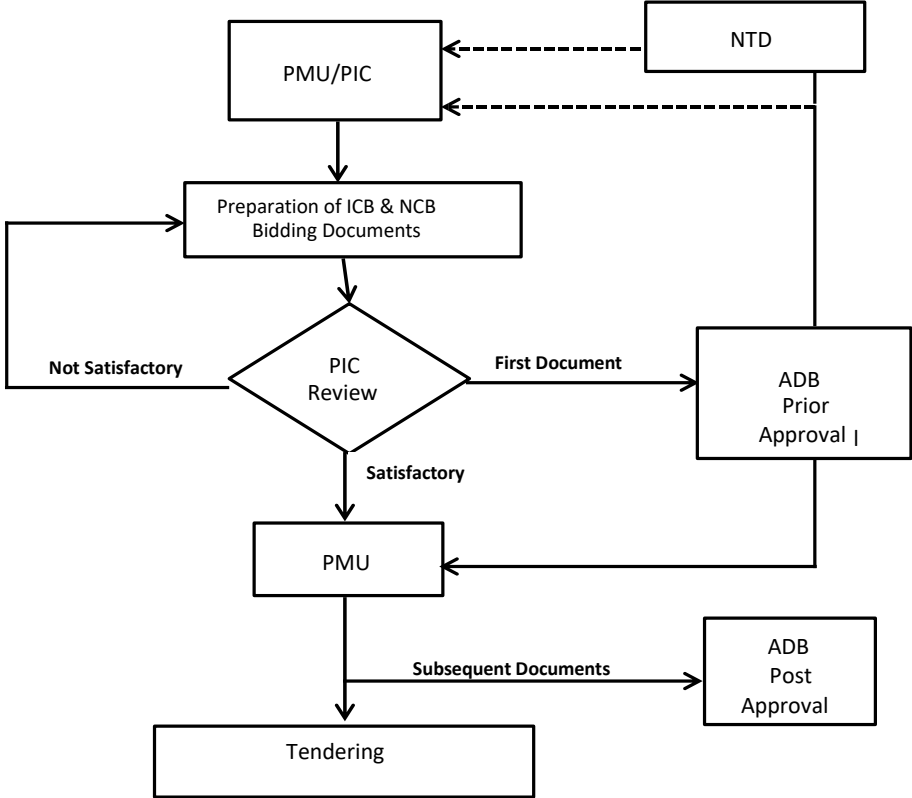 NTD
PMU/PIC
Preparation of ICB & NCB
Bidding Documents
Not Satisfactory
PIC
Review
First Document
ADB
Prior
Approval |
Satisfactory
PMU
Subsequent Documents
ADB
Post
Approval
Tendering